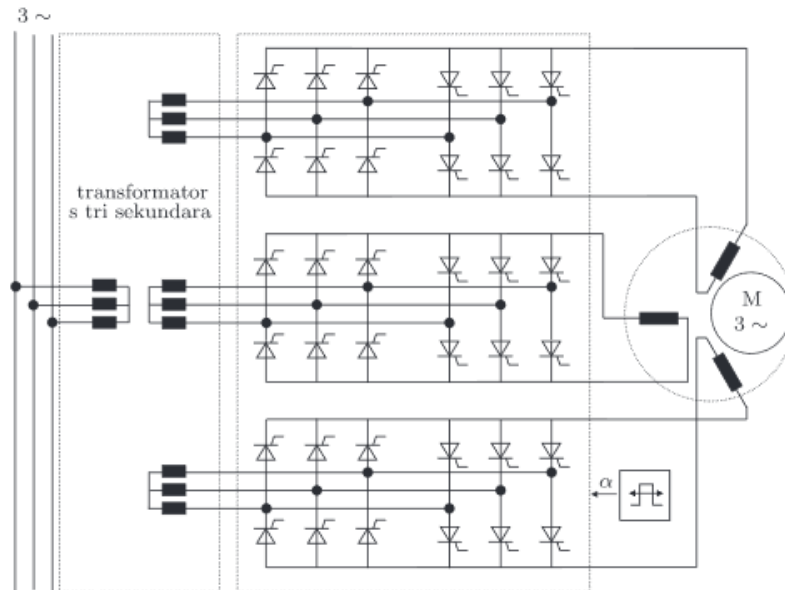 3 ∼
transformator
s tri sekundara
M
3 ∼
α